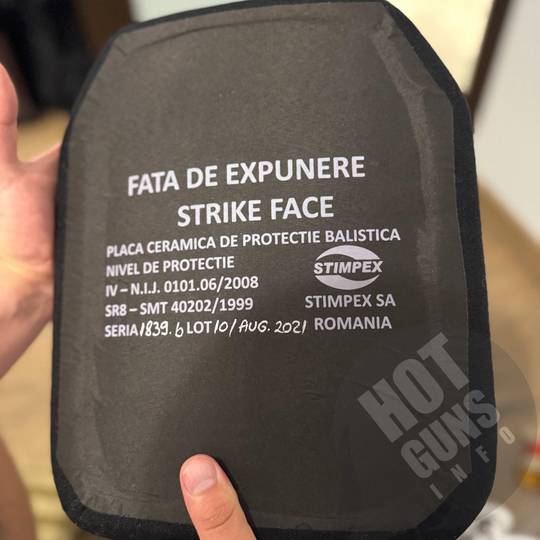 FATA DE EXPUNERE
STRIKE FACE
PLACA CERAMICA DE PROTECTIE BALISTICA
NIVEL DE PROTECTIE
IV – N.I.J. 0101.06/2008
SR8 – SMT 40202/1999
SERIA 1839.6 LOT 10/AUG. 2021
STIMPEX
STIMPEX SA
ROMANIA
HOT
GUNS
INFO